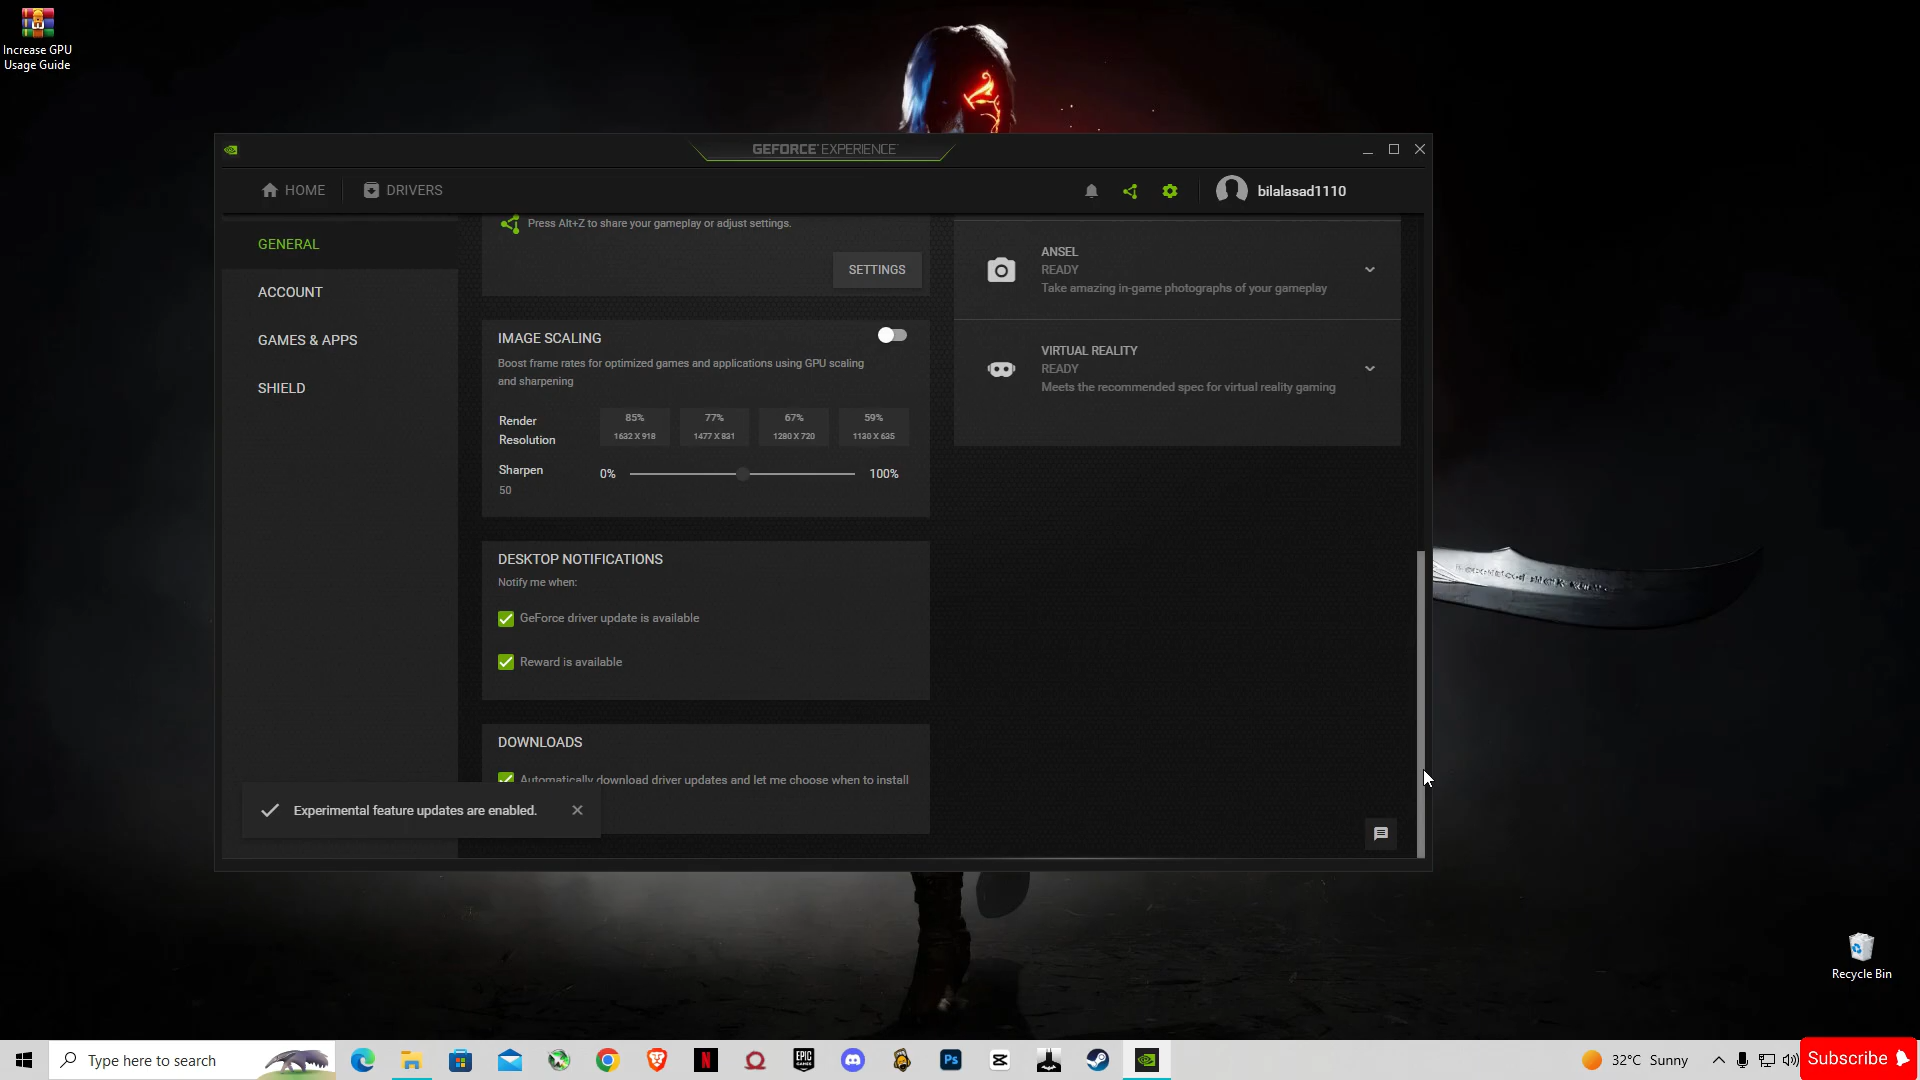 Increase GPU
Usage Guide
GEFORCE EXPERIENCE
HOME
DRIVERS
bilalasad1110
GENERAL
ACCOUNT
GAMES & APPS
SHIELD
Press Alt+Z to share your gameplay or adjust settings.
SETTINGS
IMAGE SCALING
Boost frame rates for optimized games and applications using GPU scaling
and sharpening
Render
Resolution
85%
1632 X 918
77%
1477 X 831
67%
1280 X 720
59%
1130 X 635
Sharpen
50
0%
100%
DESKTOP NOTIFICATIONS
Notify me when:
GeForce driver update is available
Reward is available
DOWNLOADS
Automatically download driver updates and let me choose when to install
Experimental feature updates are enabled.
ANSEL
READY
Take amazing in-game photographs of your gameplay
VIRTUAL REALITY
READY
Meets the recommended spec for virtual reality gaming
Recycle Bin
Type here to search
N
EPIC
GAMES
Ps
32°C Sunny
Subscribe